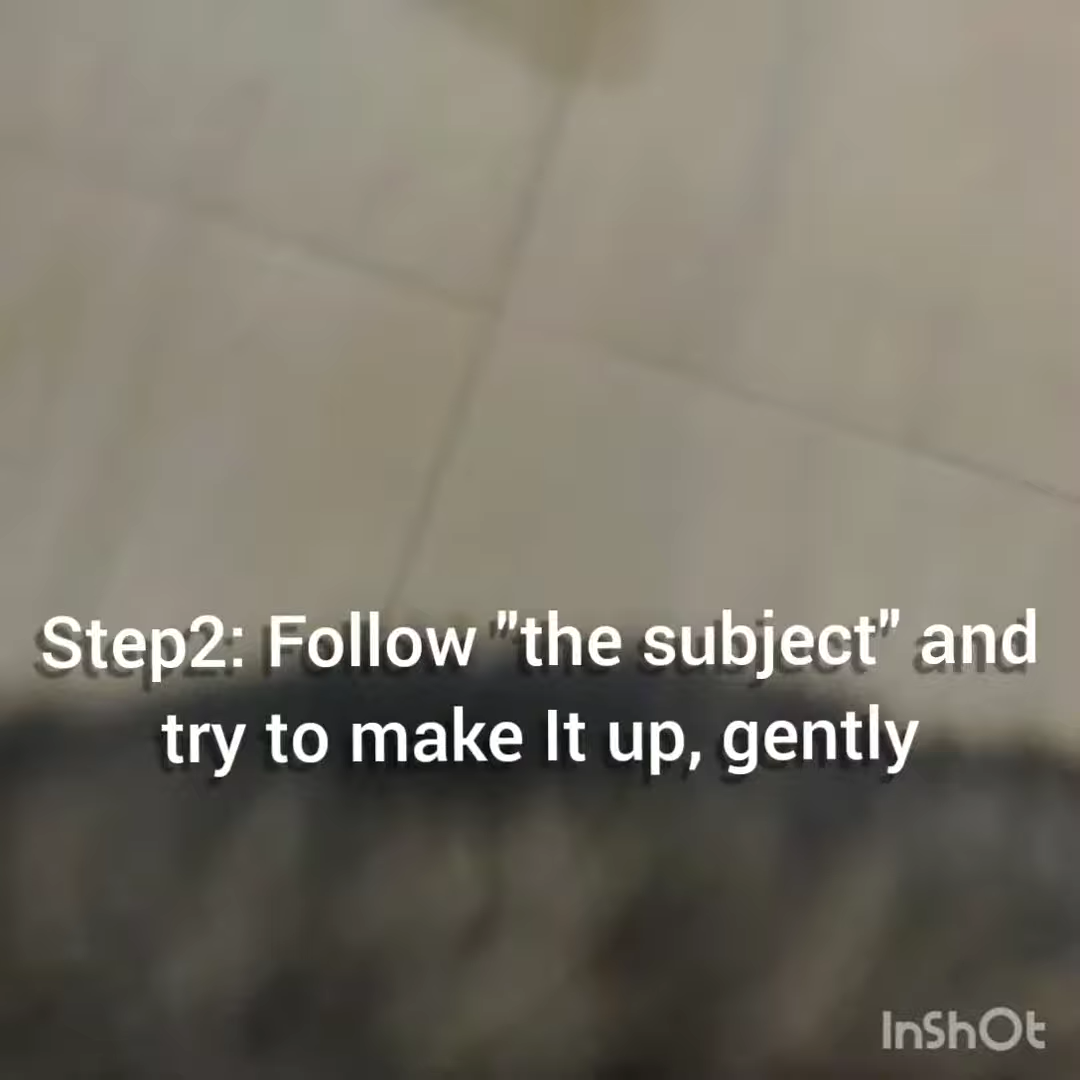 Step2: Follow "the subject" and
try to make It up, gently
InShOt